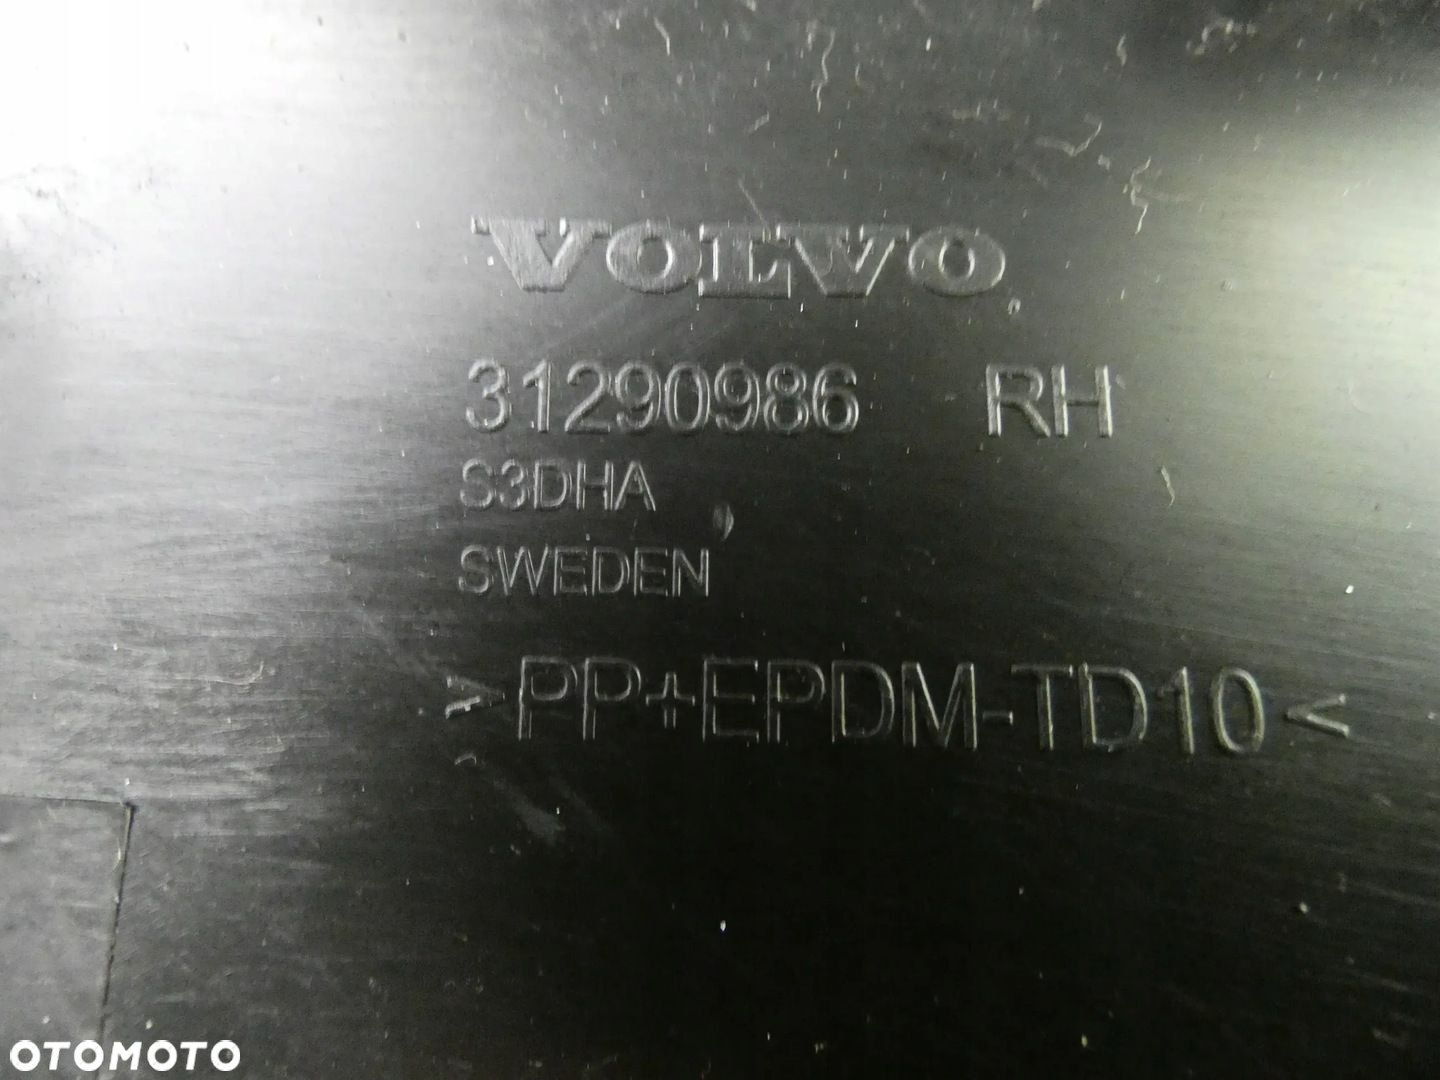 VOLVO
31290986 RH
S3DHA
SWEDEN
>PP+EPDM-TD10<
OTOMOTO